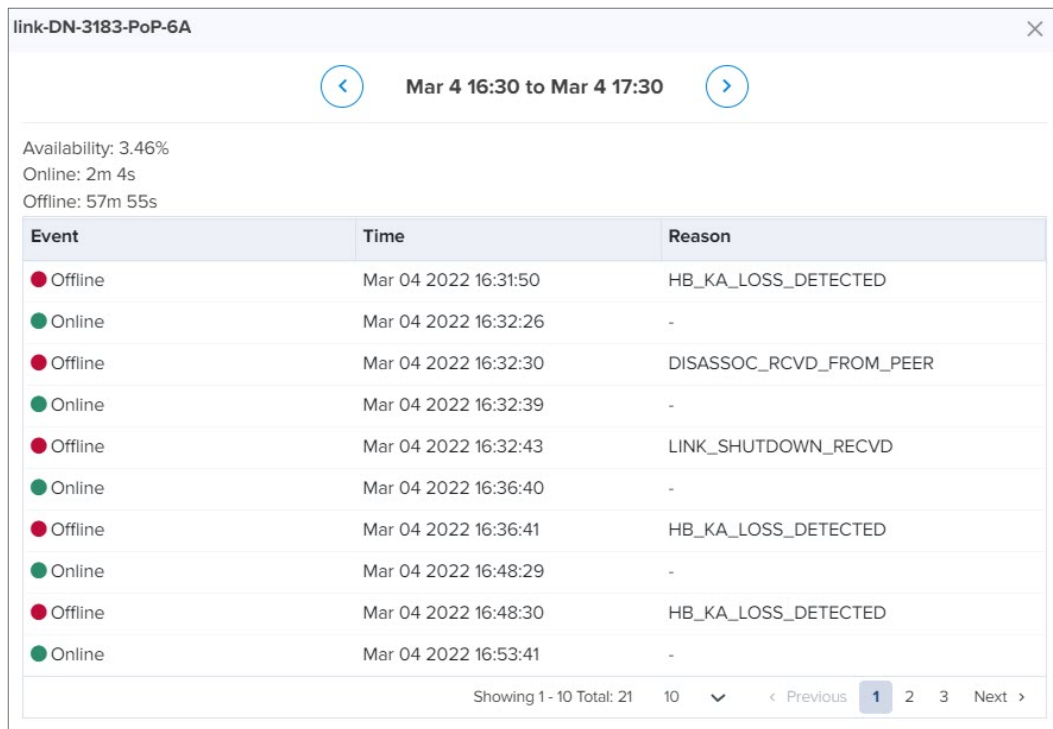 link-DN-3183-PoP-6A
Mar 4 16:30 to Mar 4 17:30
Availability: 3.46%
Online: 2m 4s
Offline: 57m 55s
Event Time Reason
Offline Mar 04 2022 16:31:50 HB_KA_LOSS_DETECTED
Online Mar 04 2022 16:32:26 -
Offline Mar 04 2022 16:32:30 DISASSOC_RCVD_FROM_PEER
Online Mar 04 2022 16:32:39 -
Offline Mar 04 2022 16:32:43 LINK_SHUTDOWN_RECVD
Online Mar 04 2022 16:36:40 -
Offline Mar 04 2022 16:36:41 HB_KA_LOSS_DETECTED
Online Mar 04 2022 16:48:29 -
Offline Mar 04 2022 16:48:30 HB_KA_LOSS_DETECTED
Online Mar 04 2022 16:53:41 -
Showing 1 - 10 Total: 21 10 < Previous 1 2 3 Next >